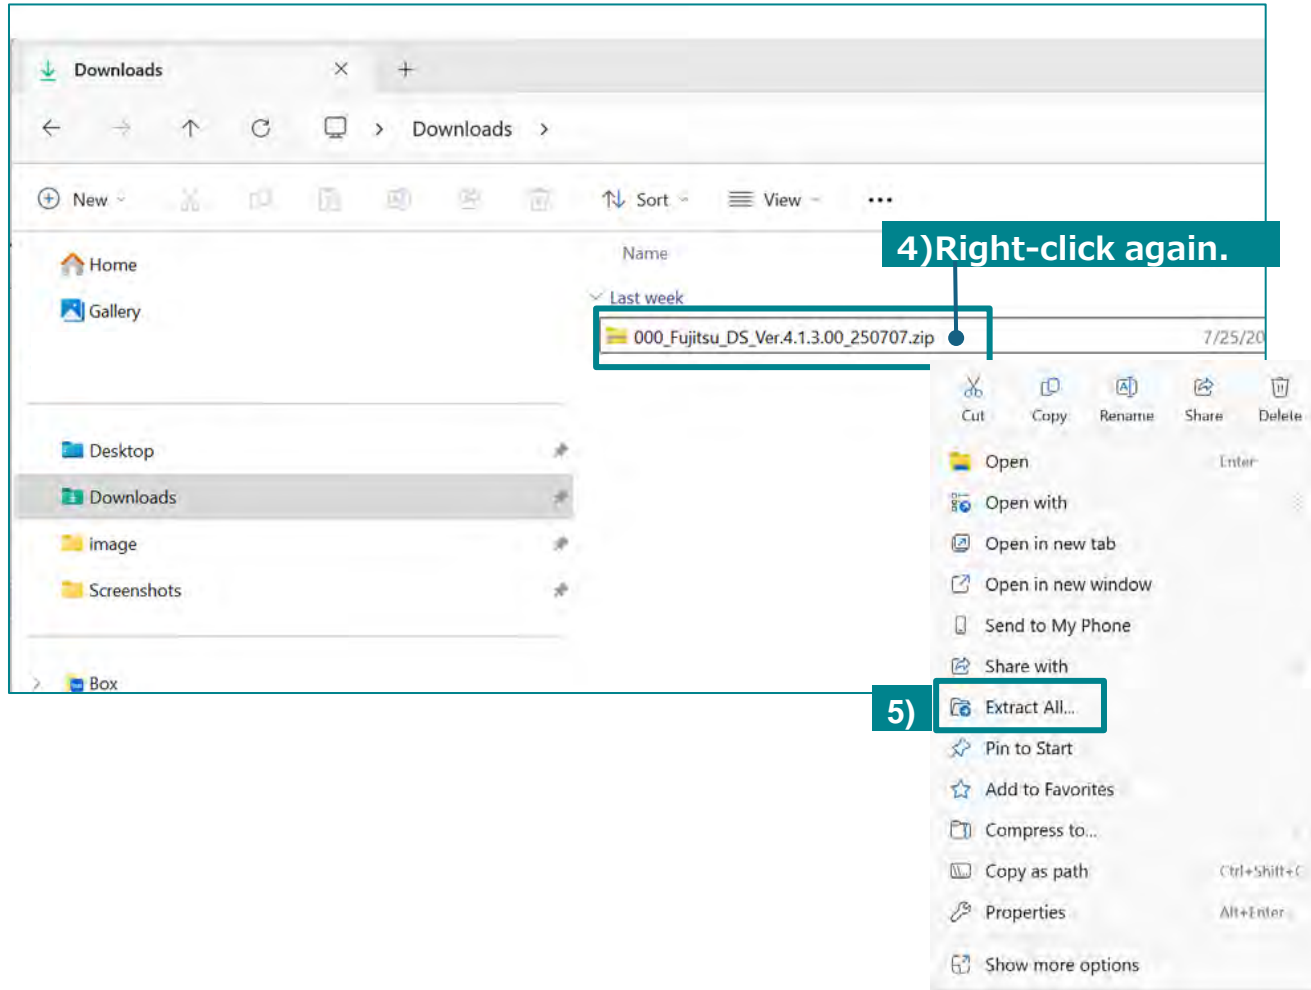 Downloads
Downloads
New
Sort
View
4)Right-click again.
Name
Home
Gallery
Last week
000_Fujitsu_DS_Ver.4.1.3.00_250707.zip
7/25/20
Cut
Copy
Rename
Share
Delete
Desktop
Downloads
image
Screenshots
Box
Open Enter
Open with
Open in new tab
Open in new window
Send to My Phone
Share with
5)
Extract All...
Pin to Start
Add to Favorites
Compress to...
Copy as path Ctrl+Shift+C
Properties Alt+Enter
Show more options